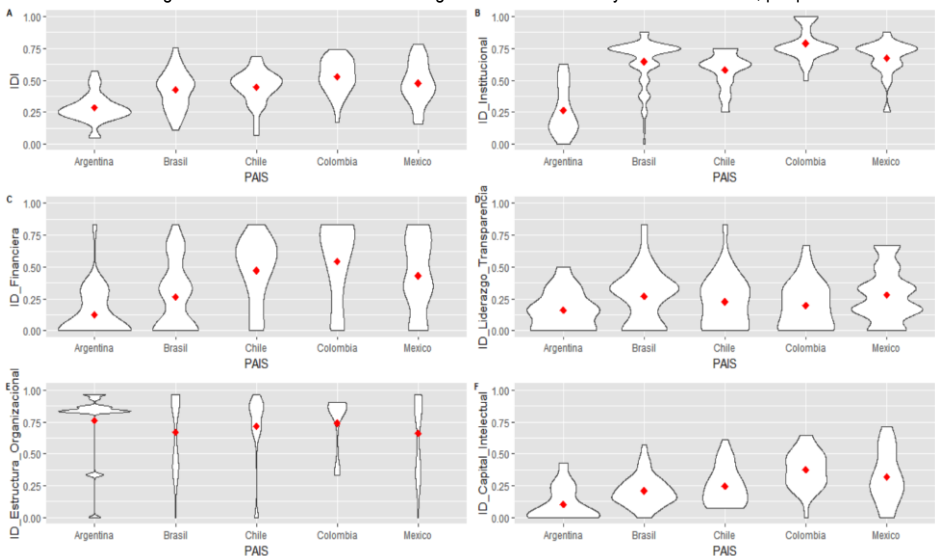 A
IDI
1.00
0.75
0.50
0.25
0.00
Argentina Brasil Chile Colombia Mexico
PAIS
B
ID_Institucional
1.00
0.75
0.50
0.25
0.00
Argentina Brasil Chile Colombia Mexico
PAIS
C
ID_Financiera
1.00
0.75
0.50
0.25
0.00
Argentina Brasil Chile Colombia Mexico
PAIS
D
ID_Liderazgo_Transparencia
1.00
0.75
0.50
0.25
0.00
Argentina Brasil Chile Colombia Mexico
PAIS
E
ID_Estructura_Organizacional
1.00
0.75
0.50
0.25
0.00
Argentina Brasil Chile Colombia Mexico
PAIS
F
ID_Capital_Intelectual
1.00
0.75
0.50
0.25
0.00
Argentina Brasil Chile Colombia Mexico
PAIS